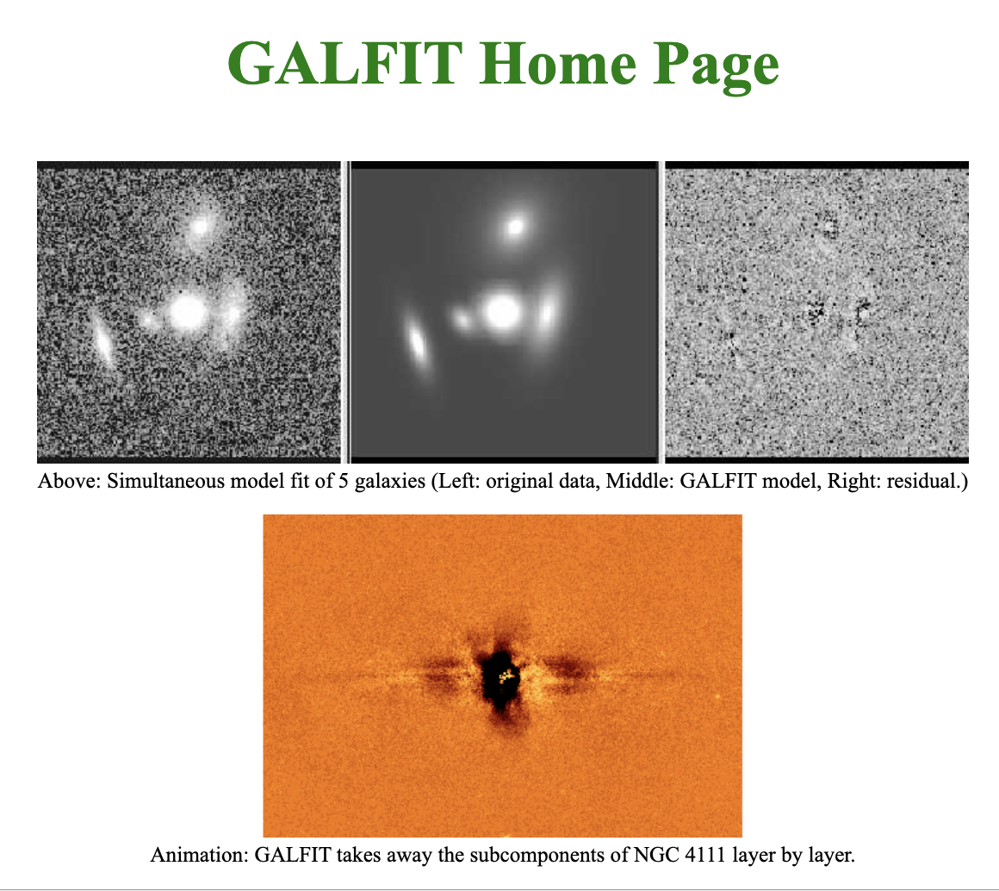 GALFIT Home Page
Above: Simultaneous model fit of 5 galaxies (Left: original data, Middle: GALFIT model, Right: residual.)
Animation: GALFIT takes away the subcomponents of NGC 4111 layer by layer.